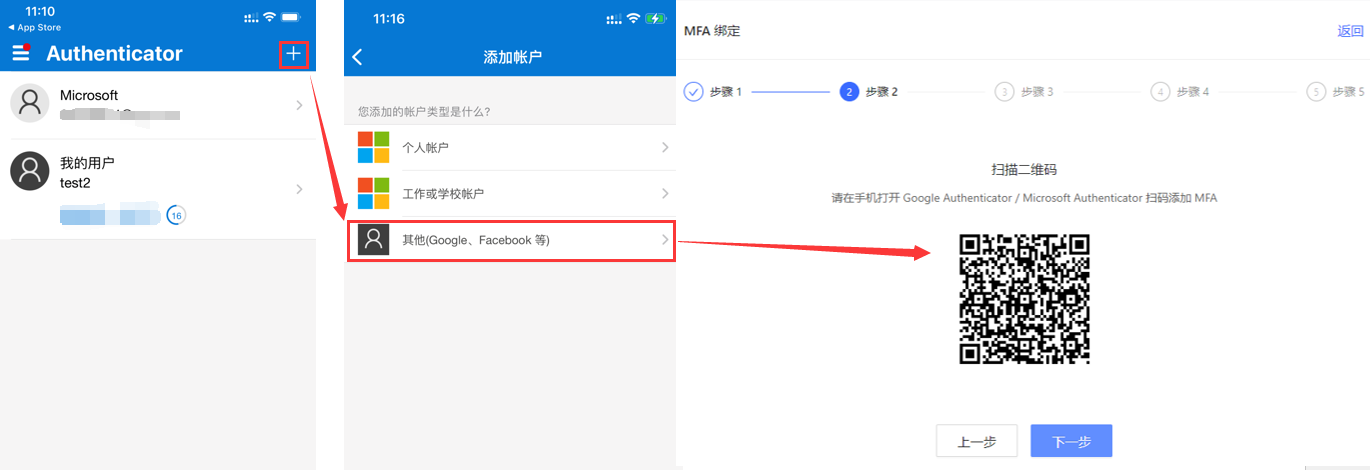 11:10
App Store
Authenticator
Microsoft
我的用户
test2
16
11:16
添加帐户
您添加的帐户类型是什么?
个人帐户
工作或学校帐户
其他(Google、Facebook 等)
MFA 绑定
返回
步骤 1
2 步骤 2
3 步骤 3
4 步骤 4
5 步骤 5
扫描二维码
请在手机打开 Google Authenticator / Microsoft Authenticator 扫码添加 MFA
上一步
下一步